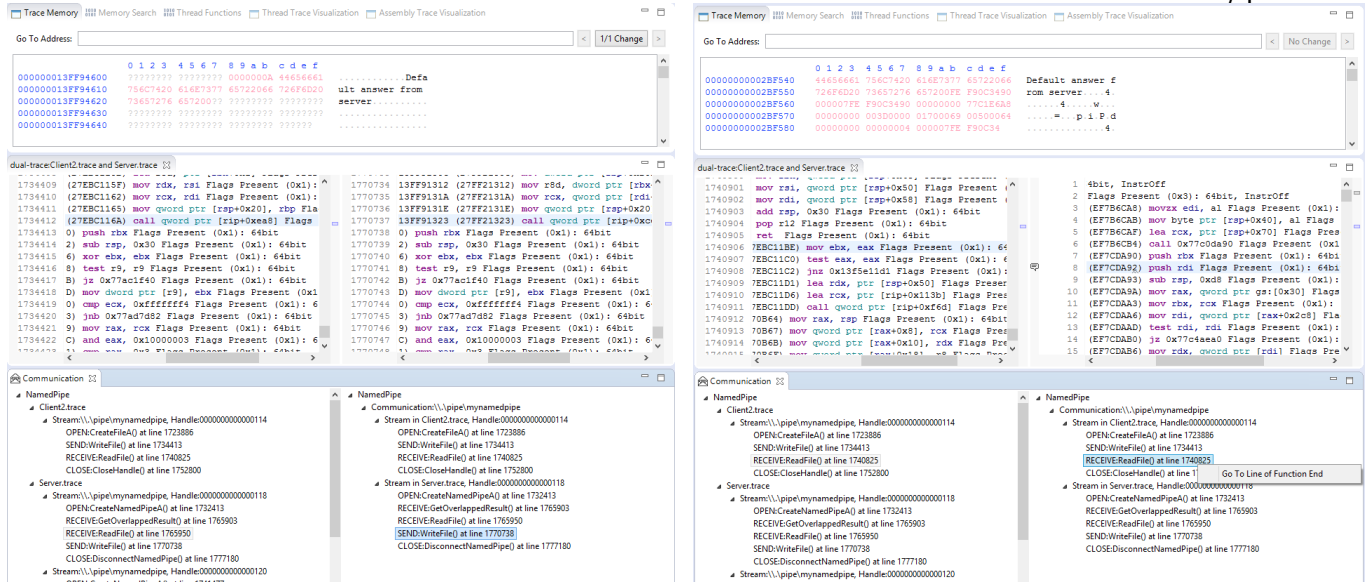 Trace Memory Memory Search Thread Functions Thread Trace Visualization Assembly Trace Visualization
Go To Address: < 1/1 Change >
0 1 2 3 4 5 6 7 8 9 a b c d e f
000000013FF94600 ???????? ???????? 0000000A 44656661 ............Defa
000000013FF94610 756C7420 616E7377 65722066 726F6D20 ult answer from
000000013FF94620 73657276 657200?? ???????? ???????? server..........
000000013FF94630 ???????? ???????? ???????? ???????? ................
000000013FF94640 ???????? ???????? ???????? ??????
dual-trace:Client2.trace and Server.trace
1734409 (27EBC115F) mov rdx, rsi Flags Present (0x1):
1734410 (27EBC1162) mov rcx, rdi Flags Present (0x1):
1734411 (27EBC1165) mov qword ptr [rsp+0x20], rbp Fla
1734412 (27EBC116A) call qword ptr [rip+0xea8] Flags
1734413 0) push rbx Flags Present (0x1): 64bit
1734414 2) sub rsp, 0x30 Flags Present (0x1): 64bit
1734415 6) xor ebx, ebx Flags Present (0x1): 64bit
1734416 8) test r9, r9 Flags Present (0x1): 64bit
1734417 B) jz 0x77ac1f40 Flags Present (0x1): 64bit
1734418 D) mov dword ptr [r9], ebx Flags Present (0x1
1734419 0) cmp ecx, 0xfffffff4 Flags Present (0x1): 6
1734420 3) jnb 0x77ad7d82 Flags Present (0x1): 64bit
1734421 9) mov rax, rcx Flags Present (0x1): 64bit
1734422 C) and eax, 0x10000003 Flags Present (0x1): 6
1770734 13FF91312 (27FF21312) mov r8d, dword ptr [rbx
1770735 13FF9131A (27FF2131A) mov rcx, qword ptr [rdi
1770736 13FF9131E (27FF2131E) mov qword ptr [rsp+0x20
1770737 13FF91323 (27FF21323) call qword ptr [rip+0xc
1770738 0) push rbx Flags Present (0x1): 64bit
1770739 2) sub rsp, 0x30 Flags Present (0x1): 64bit
1770740 6) xor ebx, ebx Flags Present (0x1): 64bit
1770741 8) test r9, r9 Flags Present (0x1): 64bit
1770742 B) jz 0x77ac1f40 Flags Present (0x1): 64bit
1770743 D) mov dword ptr [r9], ebx Flags Present (0x1
1770744 0) cmp ecx, 0xfffffff4 Flags Present (0x1): 6
1770745 3) jnb 0x77ad7d82 Flags Present (0x1): 64bit
1770746 9) mov rax, rcx Flags Present (0x1): 64bit
1770747 C) and eax, 0x10000003 Flags Present (0x1): 6
Communication
NamedPipe
Client2.trace
Stream:\\.\pipe\mynamedpipe, Handle:0000000000000114
OPEN:CreateFileA() at line 1723886
SEND:WriteFile() at line 1734413
RECEIVE:ReadFile() at line 1740825
CLOSE:CloseHandle() at line 1752800
Server.trace
Stream:\\.\pipe\mynamedpipe, Handle:0000000000000118
OPEN:CreateNamedPipeA() at line 1732413
RECEIVE:GetOverlappedResult() at line 1765903
RECEIVE:ReadFile() at line 1765950
SEND:WriteFile() at line 1770738
CLOSE:DisconnectNamedPipe() at line 1777180
Stream:\\.\pipe\mynamedpipe, Handle:0000000000000120
NamedPipe
Communication:\\.\pipe\mynamedpipe
Stream in Client2.trace, Handle:0000000000000114
OPEN:CreateFileA() at line 1723886
SEND:WriteFile() at line 1734413
RECEIVE:ReadFile() at line 1740825
CLOSE:CloseHandle() at line 1752800
Stream in Server.trace, Handle:0000000000000118
OPEN:CreateNamedPipeA() at line 1732413
RECEIVE:GetOverlappedResult() at line 1765903
RECEIVE:ReadFile() at line 1765950
SEND:WriteFile() at line 1770738
CLOSE:DisconnectNamedPipe() at line 1777180
Trace Memory Memory Search Thread Functions Thread Trace Visualization Assembly Trace Visualization
Go To Address: < No Change >
0 1 2 3 4 5 6 7 8 9 a b c d e f
00000000002BF540 44656661 756C7420 616E7377 65722066 Default answer f
00000000002BF550 726F6D20 73657276 657200FE F90C3490 rom server....4.
00000000002BF560 000007FE F90C3490 00000000 77C1E6A8 ......4.....w...
00000000002BF570 00000000 003D0000 01700069 00500064 .....=...p.i.P.d
00000000002BF580 00000000 00000004 000007FE F90C34 ..............4.
dual-trace:Client2.trace and Server.trace
1740901 mov rsi, qword ptr [rsp+0x50] Flags Present
1740902 mov rdi, qword ptr [rsp+0x58] Flags Present
1740903 add rsp, 0x30 Flags Present (0x1): 64bit
1740904 pop r12 Flags Present (0x1): 64bit
1740905 ret Flags Present (0x1): 64bit
1740906 7EBC11BE) mov ebx, eax Flags Present (0x1): 64
1740907 7EBC11C0) test eax, eax Flags Present (0x1): 6
1740908 7EBC11C2) jnz 0x13f5e11d1 Flags Present (0x1):
1740909 7EBC11D1) lea rdx, ptr [rsp+0x50] Flags Presen
1740910 7EBC11D6) lea rcx, ptr [rip+0x113b] Flags Pres
1740911 7EBC11DD) call qword ptr [rip+0xf6d] Flags Pre
1740912 70B64) mov rax, rsp Flags Present (0x1): 64bit
1740913 70B67) mov qword ptr [rax+0x8], rcx Flags Pres
1740914 70B6B) mov qword ptr [rax+0x10], rdx Flags Pre
1 4bit, InstrOff
2 Flags Present (0x3): 64bit, InstrOff
3 (EF7B6CA8) movzx edi, al Flags Present (0x1):
4 (EF7B6CAB) mov byte ptr [rsp+0x40], al Flags
5 (EF7B6CAF) lea rcx, ptr [rsp+0x70] Flags Pres
6 (EF7B6CB4) call 0x77c0da90 Flags Present (0x1
7 (EF7CDA90) push rbx Flags Present (0x1): 64bi
8 (EF7CDA92) push rdi Flags Present (0x1): 64bi
9 (EF7CDA93) sub rsp, 0xd8 Flags Present (0x1):
10 (EF7CDA9A) mov rax, qword ptr gs:[0x30] Flags
11 (EF7CDAA3) mov rbx, rcx Flags Present (0x1):
12 (EF7CDAA6) mov rdi, qword ptr [rax+0x2c8] Fla
13 (EF7CDAAD) test rdi, rdi Flags Present (0x1):
14 (EF7CDAB0) jz 0x77c4aea0 Flags Present (0x1):
15 (EF7CDAB6) mov rdx, qword ptr [rdi] Flags Pre
Communication
NamedPipe
Client2.trace
Stream:\\.\pipe\mynamedpipe, Handle:0000000000000114
OPEN:CreateFileA() at line 1723886
SEND:WriteFile() at line 1734413
RECEIVE:ReadFile() at line 1740825
CLOSE:CloseHandle() at line 1752800
Server.trace
Stream:\\.\pipe\mynamedpipe, Handle:0000000000000118
OPEN:CreateNamedPipeA() at line 1732413
RECEIVE:GetOverlappedResult() at line 1765903
RECEIVE:ReadFile() at line 1765950
SEND:WriteFile() at line 1770738
CLOSE:DisconnectNamedPipe() at line 1777180
Stream:\\.\pipe\mynamedpipe, Handle:0000000000000120
NamedPipe
Communication:\\.\pipe\mynamedpipe
Stream in Client2.trace, Handle:0000000000000114
OPEN:CreateFileA() at line 1723886
SEND:WriteFile() at line 1734413
RECEIVE:ReadFile() at line 1740825
CLOSE:CloseHandle() at line 17
Go To Line of Function End
Stream in Server.trace, Handle:0000000000000118
OPEN:CreateNamedPipeA() at line 1732413
RECEIVE:GetOverlappedResult() at line 1765903
RECEIVE:ReadFile() at line 1765950
SEND:WriteFile() at line 1770738
CLOSE:DisconnectNamedPipe() at line 1777180